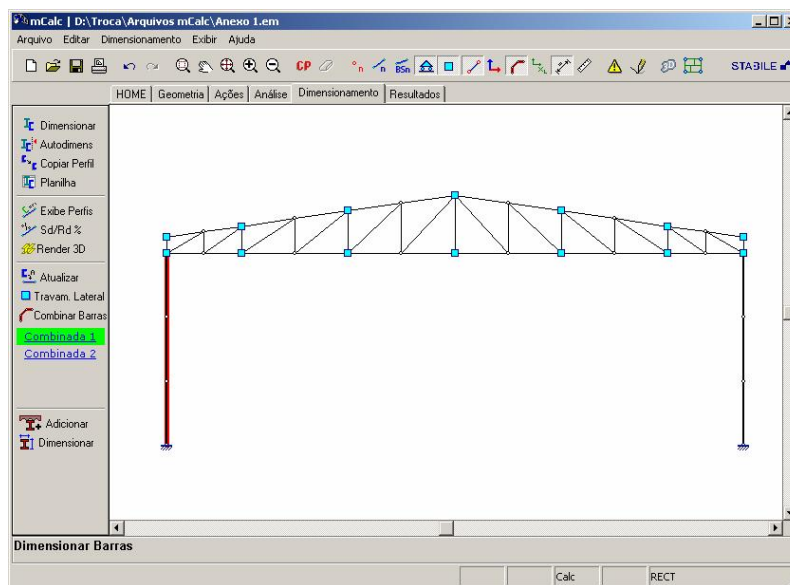 mCalc | D:\Troca\Arquivos mCalc\Anexo 1.em
Arquivo Editar Dimensionamento Exibir Ajuda
CP n n BSn STABILE
HOME Geometria Ações Análise Dimensionamento Resultados
Dimensionar
Autodimens
Copiar Perfil
Planilha
Exibe Perfis
Sd/Rd %
Render 3D
Atualizar
Travam. Lateral
Combinar Barras
Combinada 1
Combinada 2
Adicionar
Dimensionar
Dimensionar Barras
Calc RECT